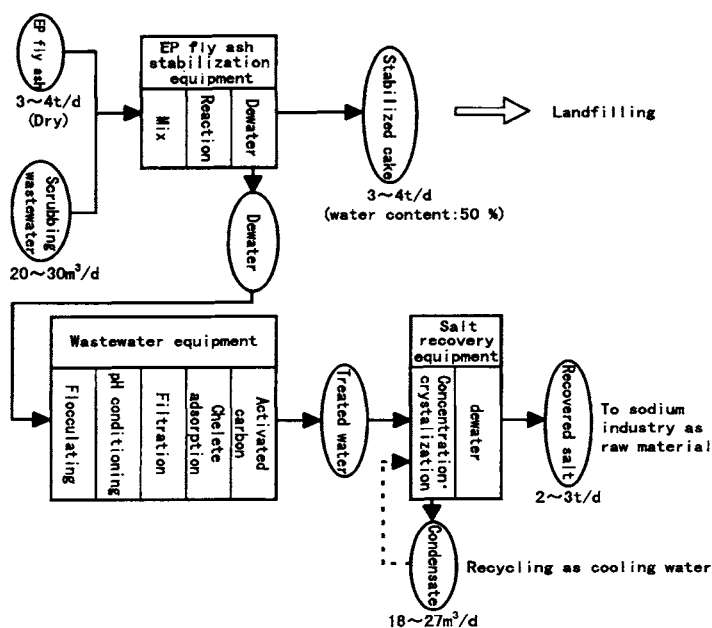 EP fly ash
3～4t/d
(Dry)
Scrubbing
wastewater
20～30m³/d
EP fly ash
stabilization
equipment
Mix
Reaction
Dewater
Stabilized cake
3～4t/d
(water content:50 %)
Landfilling
Dewater
Wastewater equipment
Flocculating
pH conditioning
Filtration
Chelete
adsorption
Activated
carbon
Treated water
Salt
recovery
equipment
Concentration·
crystalization
dewater
Recovered salt
2～3t/d
To sodium
industry as
raw material
Condensate
18～27m³/d
Recycling as cooling water